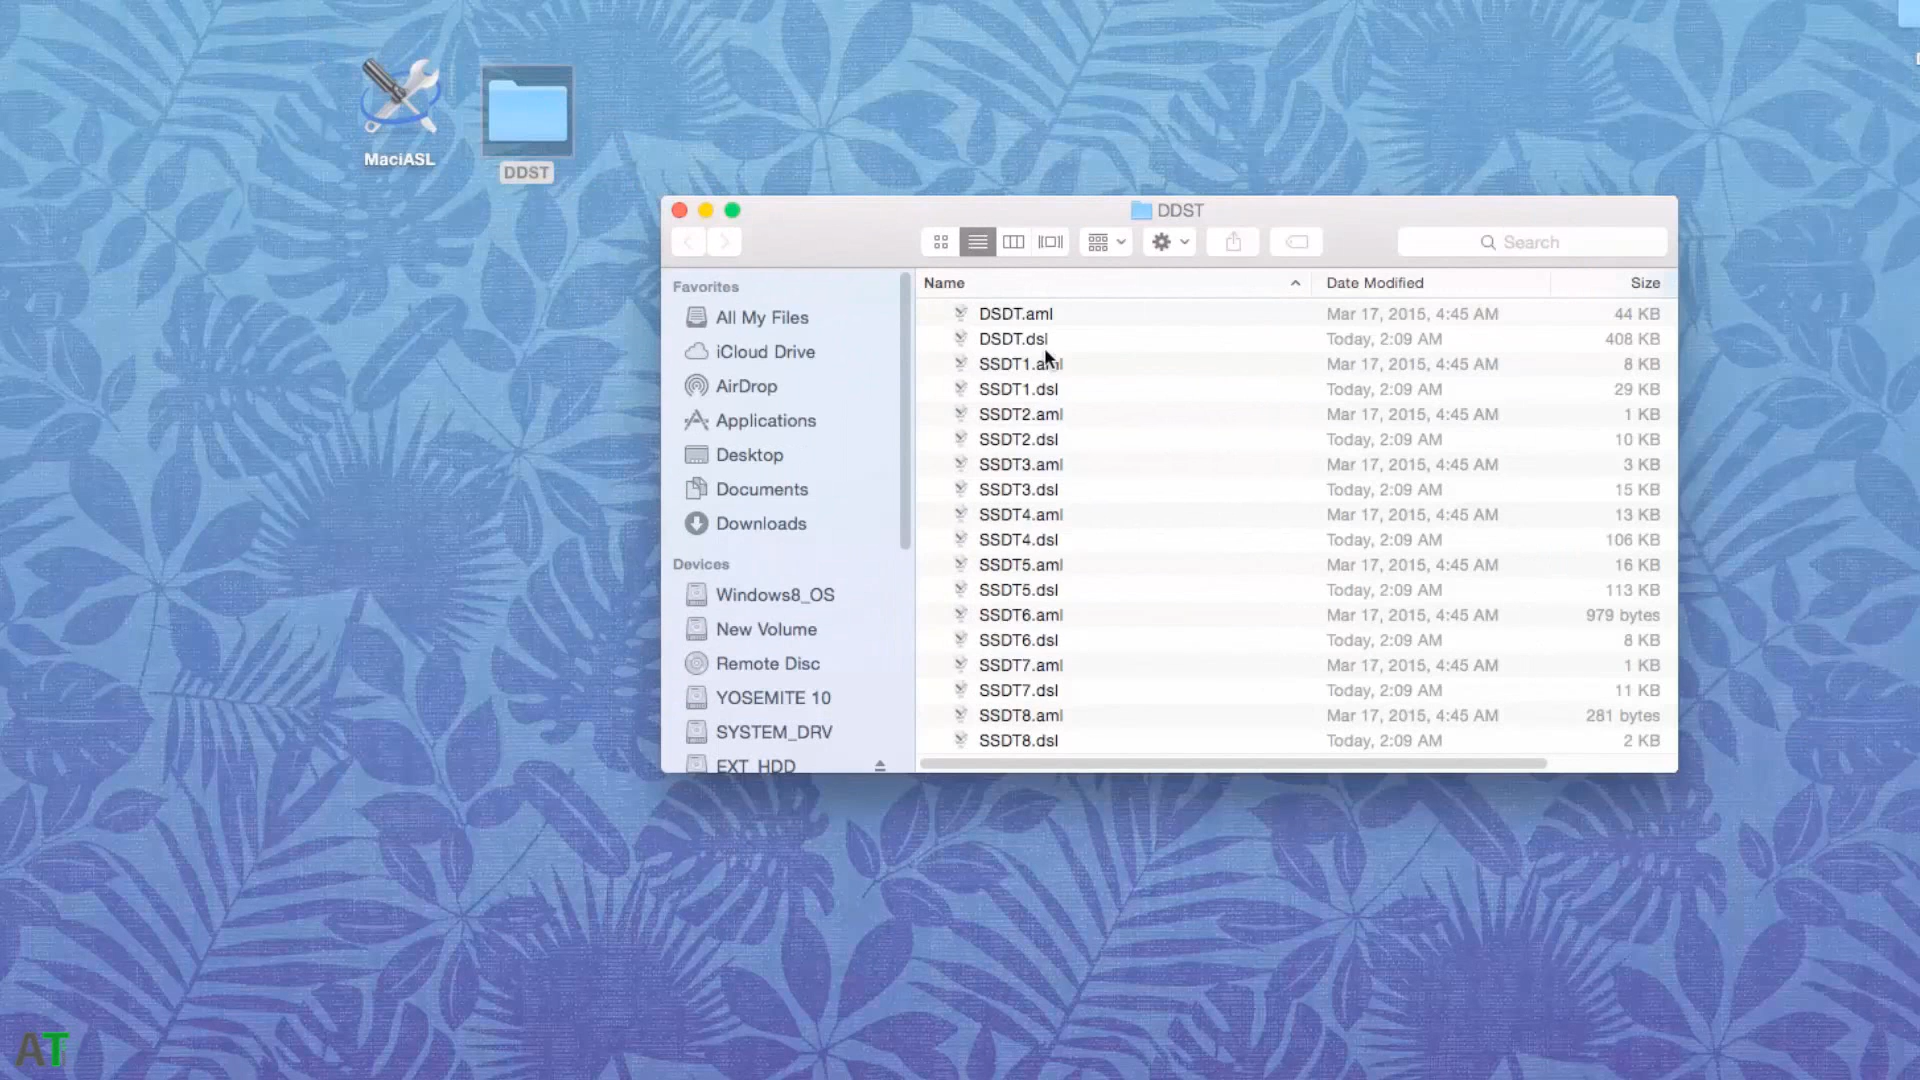 MaciASL
DDST
DDST
Search
Name
Date Modified
Size
Favorites
All My Files
iCloud Drive
AirDrop
Applications
Desktop
Documents
Downloads
Devices
Windows8_OS
New Volume
Remote Disc
YOSEMITE 10
SYSTEM_DRV
EXT_HDD
DSDT.aml Mar 17, 2015, 4:45 AM 44 KB
DSDT.dsl Today, 2:09 AM 408 KB
SSDT1.aml Mar 17, 2015, 4:45 AM 8 KB
SSDT1.dsl Today, 2:09 AM 29 KB
SSDT2.aml Mar 17, 2015, 4:45 AM 1 KB
SSDT2.dsl Today, 2:09 AM 10 KB
SSDT3.aml Mar 17, 2015, 4:45 AM 3 KB
SSDT3.dsl Today, 2:09 AM 15 KB
SSDT4.aml Mar 17, 2015, 4:45 AM 13 KB
SSDT4.dsl Today, 2:09 AM 106 KB
SSDT5.aml Mar 17, 2015, 4:45 AM 16 KB
SSDT5.dsl Today, 2:09 AM 113 KB
SSDT6.aml Mar 17, 2015, 4:45 AM 979 bytes
SSDT6.dsl Today, 2:09 AM 8 KB
SSDT7.aml Mar 17, 2015, 4:45 AM 1 KB
SSDT7.dsl Today, 2:09 AM 11 KB
SSDT8.aml Mar 17, 2015, 4:45 AM 281 bytes
SSDT8.dsl Today, 2:09 AM 2 KB
AT